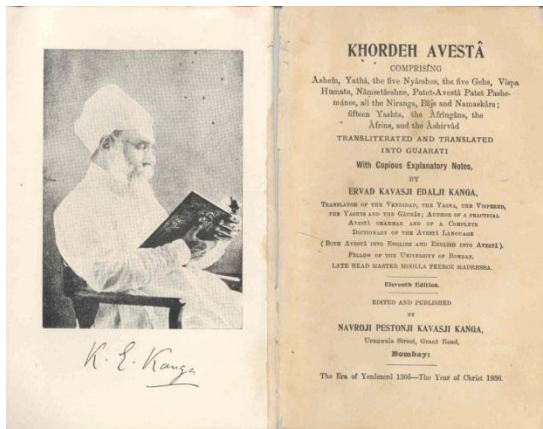 K. E. Kanga
KHORDEH AVESTÂ
COMPRISING
Ashem, Yathâ, the five Nyâeshes, the five Gehs, Vispa
Humata, Nâmsetâeshne, Patet-Avestâ Patet Pashe-
mânee, all the Nirangs, Bâjs and Namaskârs;
fifteen Yashts, the Âfringâns, the
Âfrins, and the Âshirvâd
TRANSLITERATED AND TRANSLATED
INTO GUJARATI
With Copious Explanatory Notes,
BY
ERVAD KAVASJI EDALJI KANGA,
TRANSLATOR OF THE VENDIDAD, THE YASNA, THE VISPERED,
THE YASHTS AND THE GÂTHÂS; AUTHOR OF A PRACTICAL
AVESTÂ GRAMMAR AND OF A COMPLETE
DICTIONARY OF THE AVESTÂ LANGUAGE
(BOTH AVESTÂ INTO ENGLISH AND ENGLISH INTO AVESTÂ).
FELLOW OF THE UNIVERSITY OF BOMBAY.
LATE HEAD MASTER MOOLLA FEEROZ MADRESSA.
Eleventh Edition.
EDITED AND PUBLISHED
BY
NAVROJI PESTONJI KAVASJI KANGA,
Street, Grant Road,
Bombay:
The Era of Yazdezard 1305—The Year of Christ 1936.